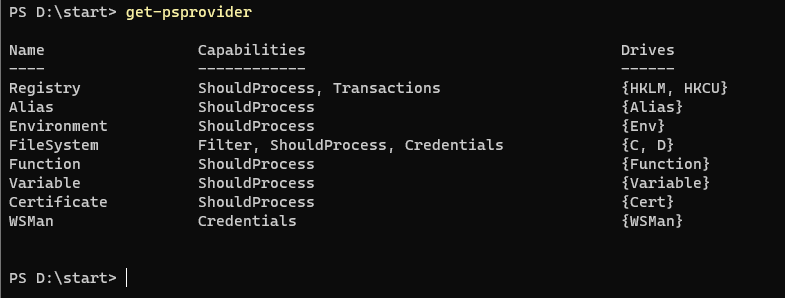 PS D:\start> get-psprovider
Name Capabilities Drives
---- ------------ ------
Registry ShouldProcess, Transactions {HKLM, HKCU}
Alias ShouldProcess {Alias}
Environment ShouldProcess {Env}
FileSystem Filter, ShouldProcess, Credentials {C, D}
Function ShouldProcess {Function}
Variable ShouldProcess {Variable}
Certificate ShouldProcess {Cert}
WSMan Credentials {WSMan}
PS D:\start>